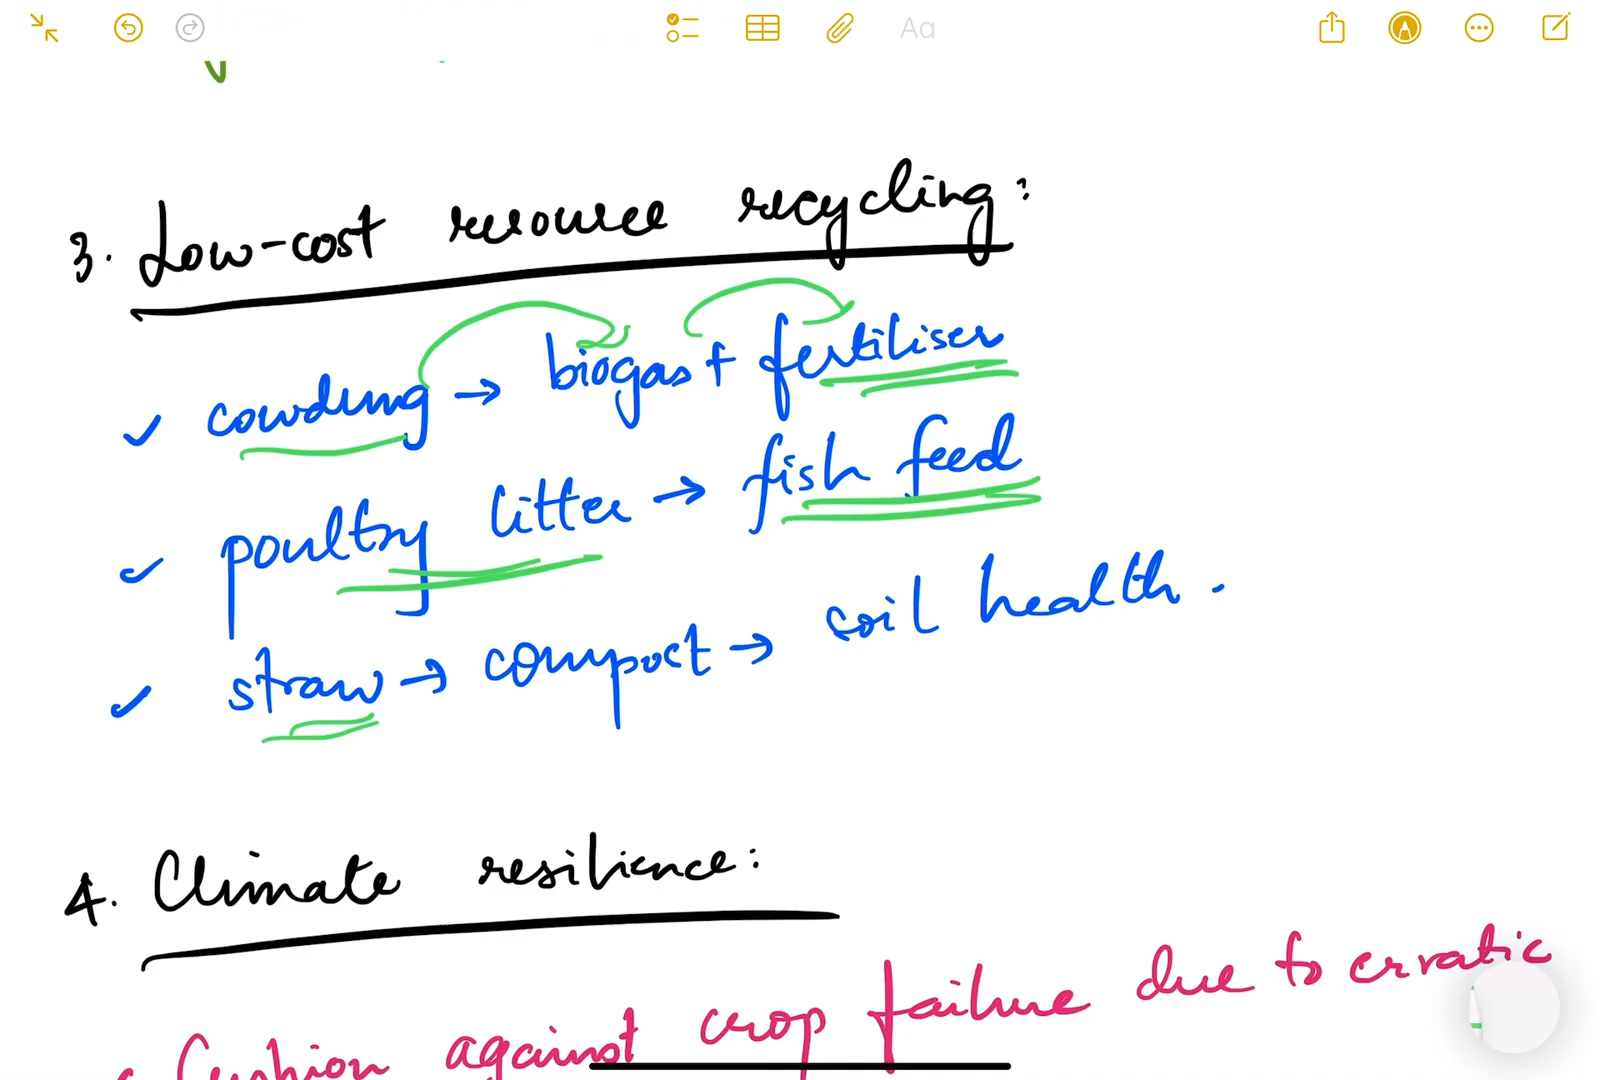 Aa
3. Low-cost resource recycling:
✓ cowdung → biogas + fertiliser
✓ poultry litter → fish feed
✓ straw → compost → soil health.
4. Climate resilience:
Cushion against crop failure due to erratic